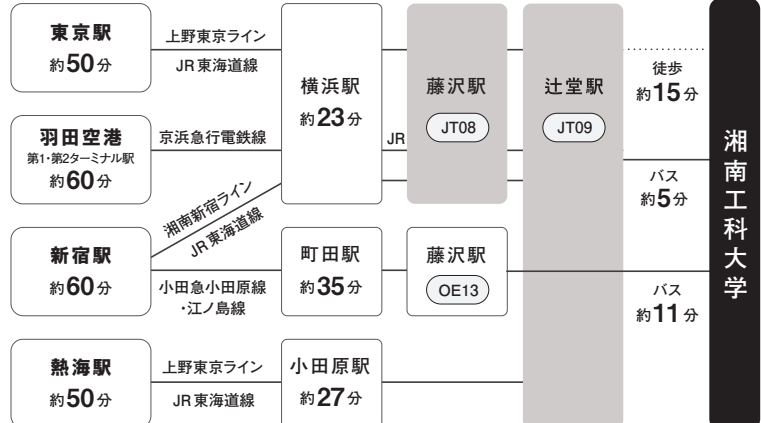 東京駅
約50分
上野東京ライン
JR東海道線
横浜駅
約23分
藤沢駅
JT08
辻堂駅
JT09
徒歩
約15分
羽田空港
第1・第2ターミナル駅
約60分
京浜急行電鉄線
JR
バス
約5分
湘南新宿ライン
JR東海道線
新宿駅
約60分
小田急小田原線
・江ノ島線
町田駅
約35分
藤沢駅
OE13
バス
約11分
熱海駅
約50分
上野東京ライン
JR東海道線
小田原駅
約27分
湘南工科大学